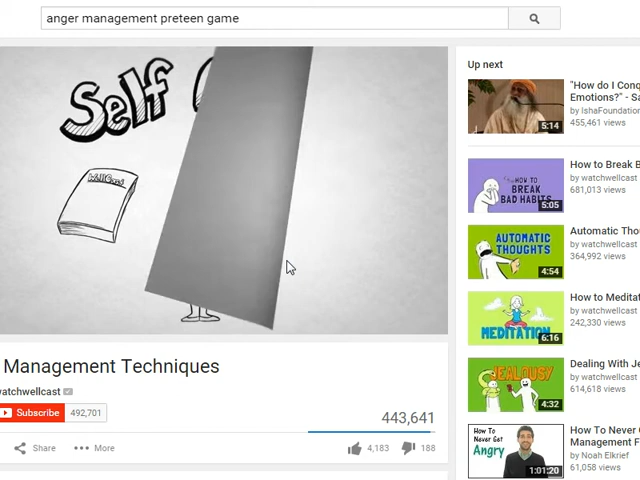 anger management preteen game
Self
WellCast
Management Techniques
watchwellcast
Subscribe 492,701
443,641
Share
More
4,183
188
Up next
"How do I Conq
Emotions?" - Sa
by IshaFoundation
455,461 views
5:14
How to Break B
by watchwellcast
681,013 views
HOW TO
BREAK
BAD HABITS
5:05
Automatic Thou
by watchwellcast
364,992 views
AUTOMATIC
THOUGHTS
4:54
How to Meditat
by watchwellcast
242,330 views
MEDITATION
6:16
Dealing With Je
by watchwellcast
614,618 views
JEALOUSY
4:32
How To Never G
Management F
by Noah Elkrief
61,058 views
How To
Never Get
Angry
1:01:20